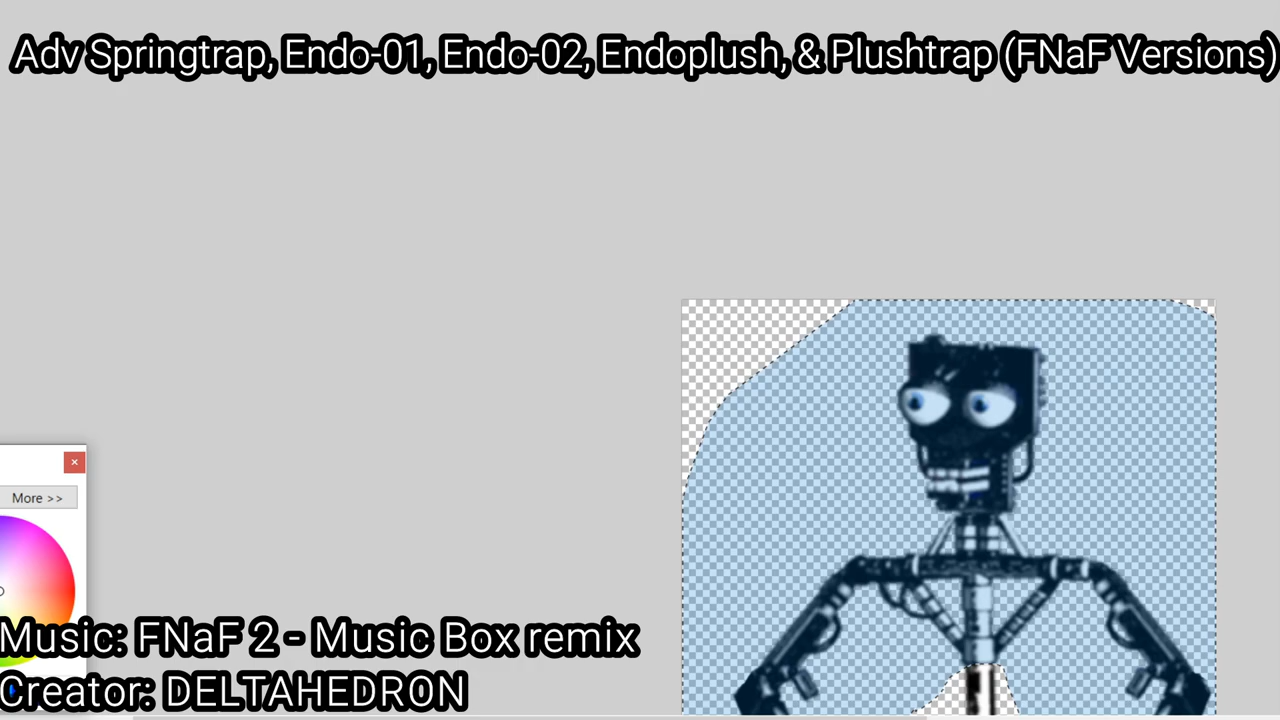 Adv Springtrap, Endo-01, Endo-02, Endoplush, & Plushtrap (FNaF Versions)
More >>
Music: FNaF 2 - Music Box remix
Creator: DELTAHEDRON